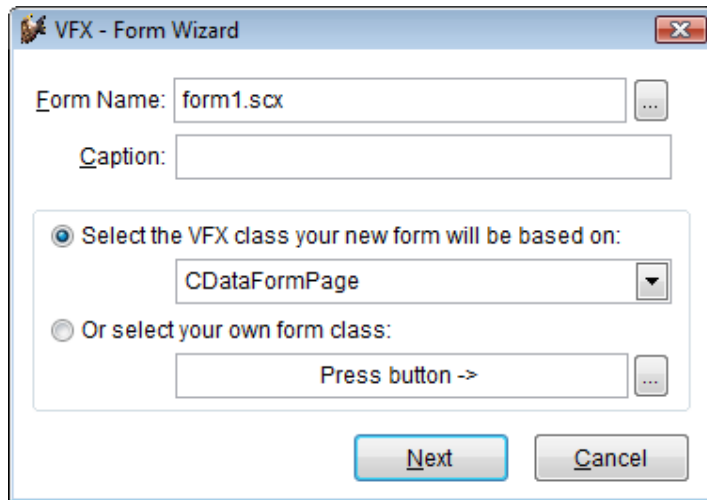 VFX - Form Wizard
Form Name: form1.scx ...
Caption:
Select the VFX class your new form will be based on:
CDataFormPage
Or select your own form class:
Press button -> ...
Next Cancel